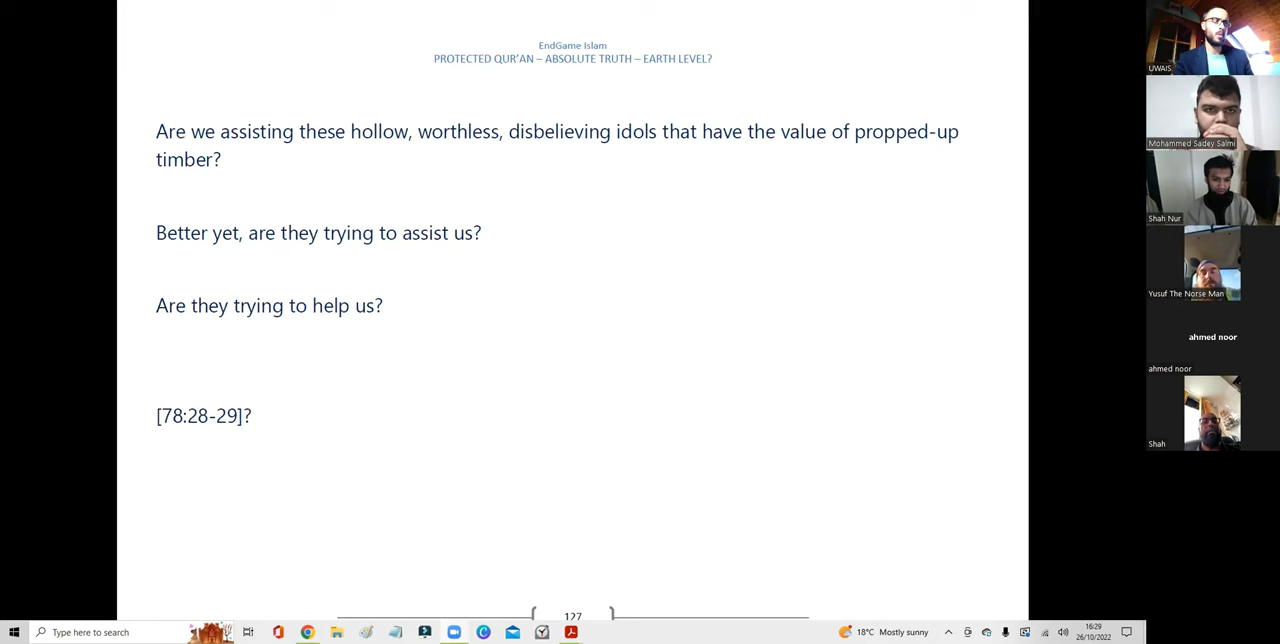 EndGame Islam
PROTECTED QUR'AN – ABSOLUTE TRUTH – EARTH LEVEL?
Are we assisting these hollow, worthless, disbelieving idols that have the value of propped-up
timber?
Better yet, are they trying to assist us?
Are they trying to help us?
[78:28-29]?
127
UWAIS
Mohammed Sadey Salmi
Shah Nur
Yusuf The Norse Man
ahmed noor
ahmed noor
Shah
Type here to search
18°C Mostly sunny
16:29
26/10/2022